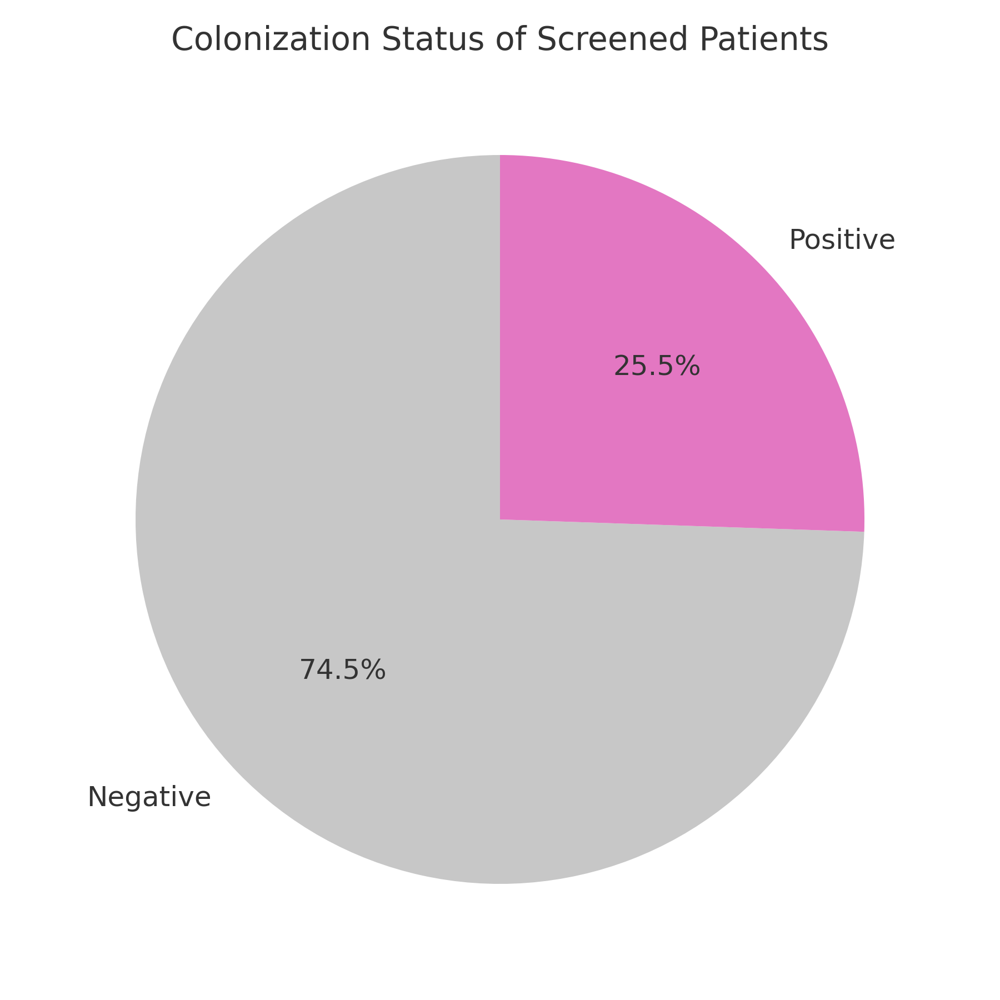 Colonization Status of Screened Patients
Positive
25.5%
74.5%
Negative